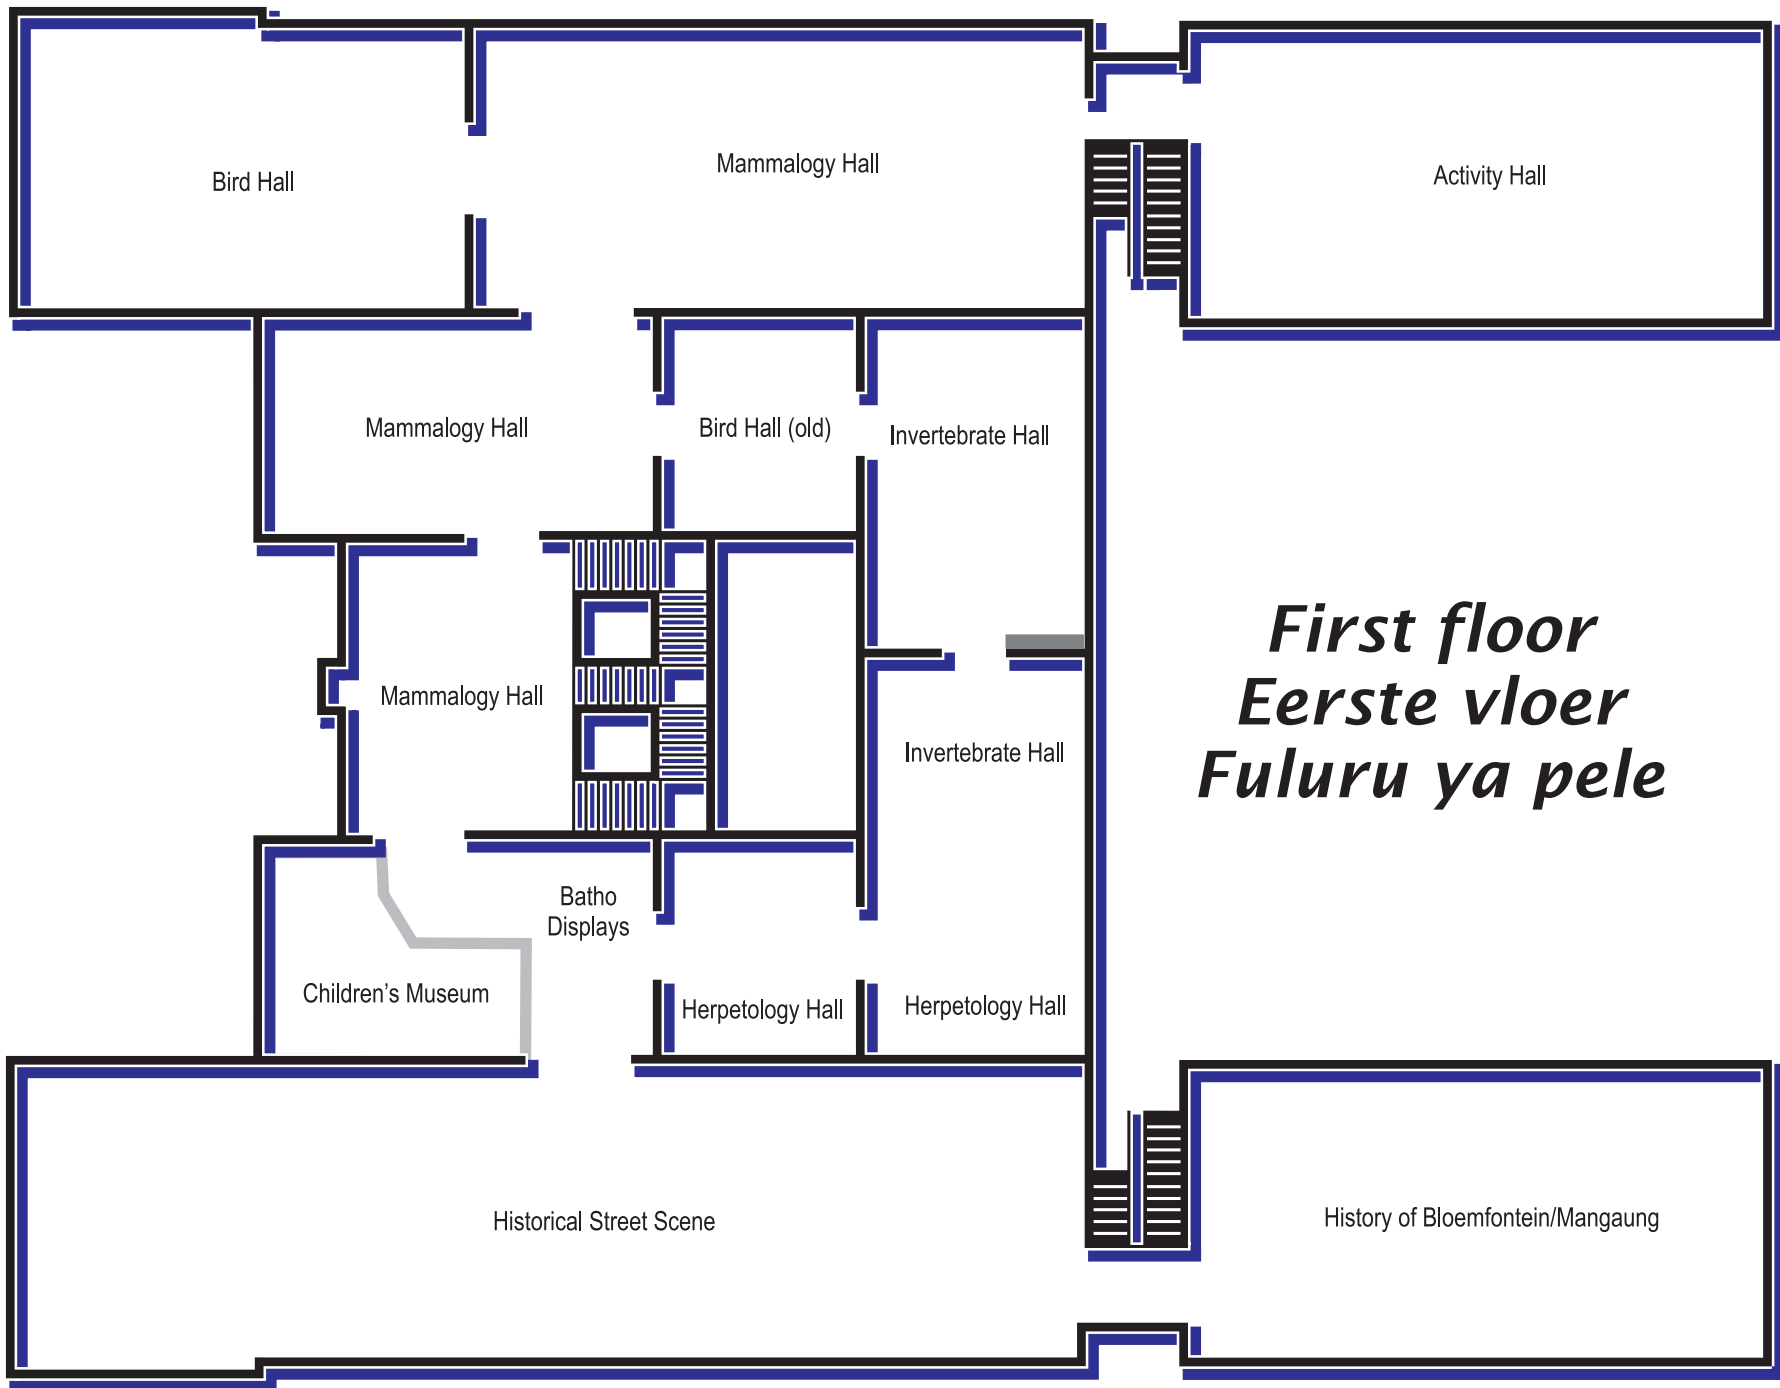 Bird Hall
Mammalogy Hall
Activity Hall
Mammalogy Hall
Bird Hall (old)
Invertebrate Hall
First floor
Eerste vloer
Fuluru ya pele
Mammalogy Hall
Invertebrate Hall
Batho
Displays
Children's Museum
Herpetology Hall
Herpetology Hall
Historical Street Scene
History of Bloemfontein/Mangaung